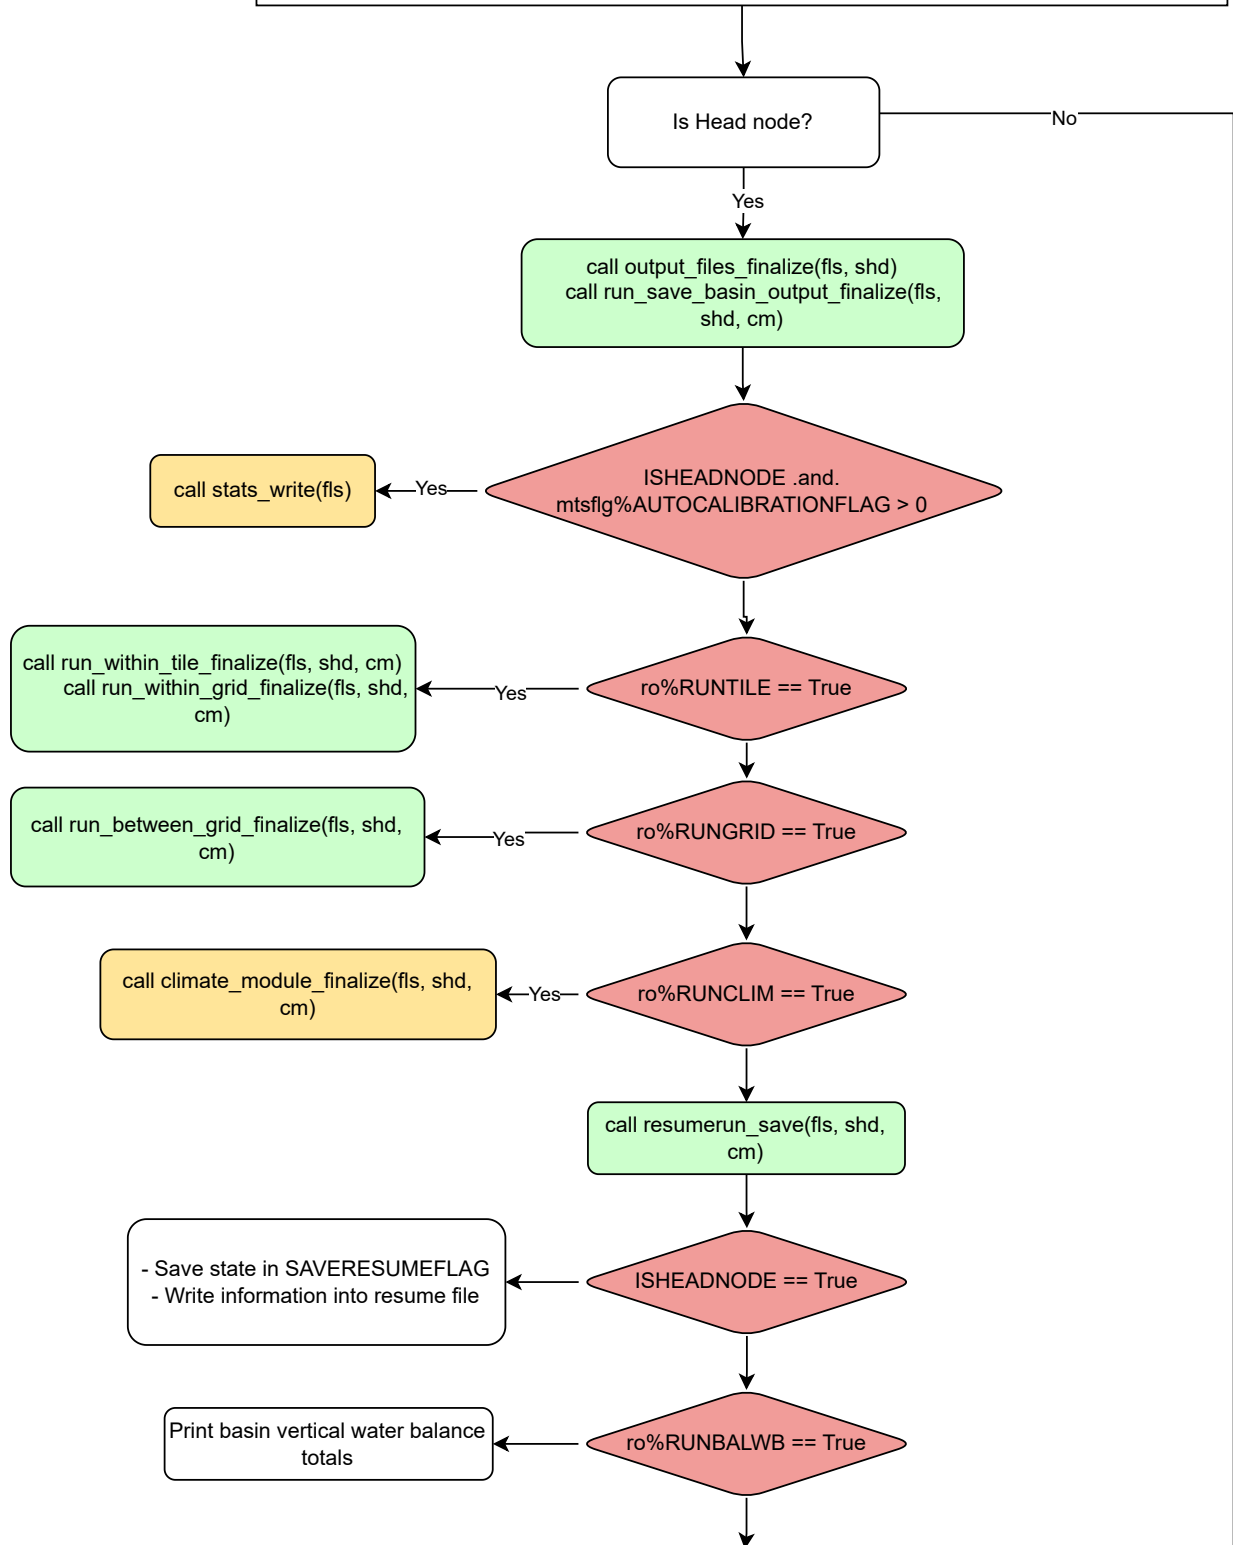 Is Head node?
No
Yes
call output_files_finalize(fls, shd)
call run_save_basin_output_finalize(fls,
shd, cm)
ISHEADNODE .and.
mtsflg%AUTOCALIBRATIONFLAG > 0
Yes
call stats_write(fls)
ro%RUNTILE == True
Yes
call run_within_tile_finalize(fls, shd, cm)
call run_within_grid_finalize(fls, shd,
cm)
ro%RUNGRID == True
Yes
call run_between_grid_finalize(fls, shd,
cm)
ro%RUNCLIM == True
Yes
call climate_module_finalize(fls, shd,
cm)
call resumerun_save(fls, shd,
cm)
ISHEADNODE == True
- Save state in SAVERESUMEFLAG
- Write information into resume file
ro%RUNBALWB == True
Print basin vertical water balance
totals